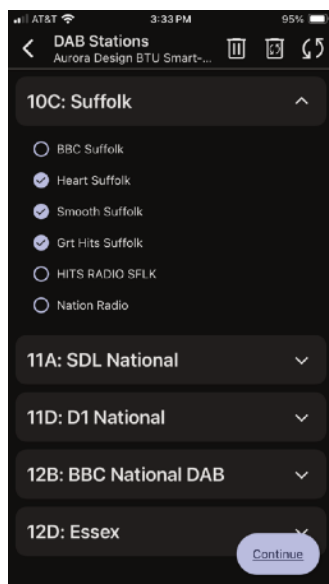 AT&T 3:33 PM 95%
DAB Stations
Aurora Design BTU Smart-...
10C: Suffolk
BBC Suffolk
Heart Suffolk
Smooth Suffolk
Grt Hits Suffolk
HITS RADIO SFLK
Nation Radio
11A: SDL National
11D: D1 National
12B: BBC National DAB
12D: Essex
Continue